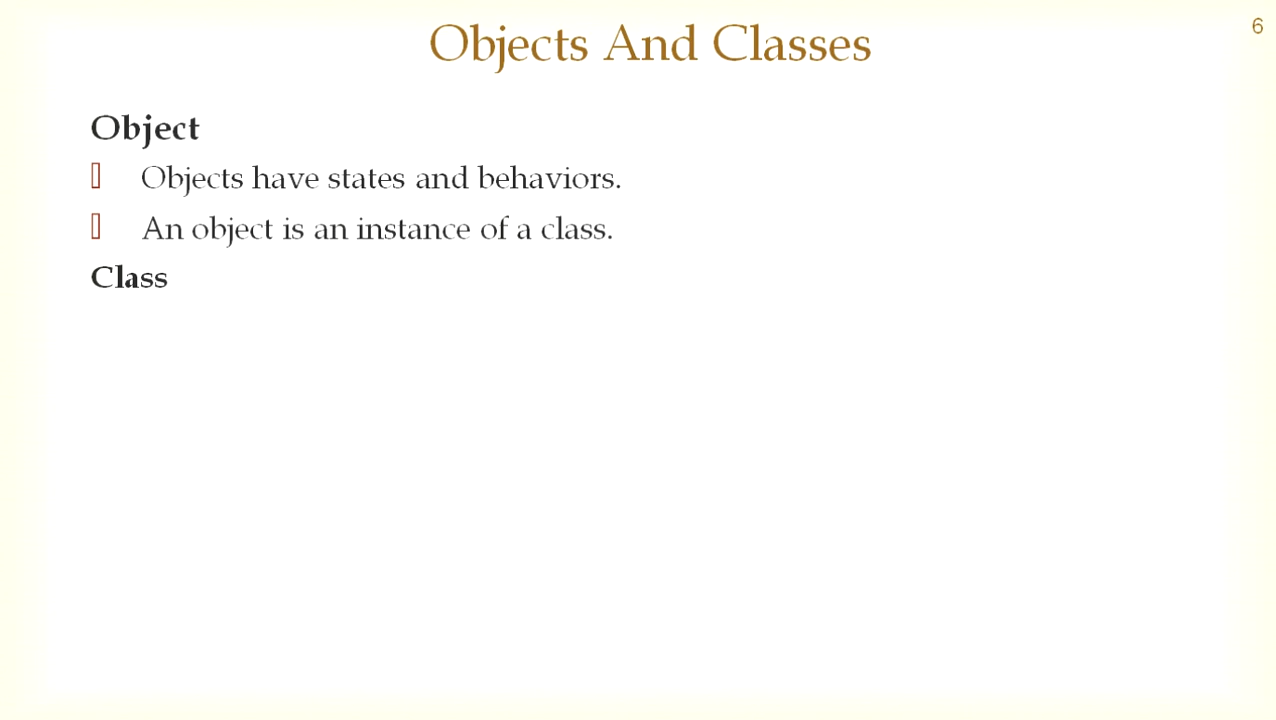 Objects And Classes
6
Object
Objects have states and behaviors.
An object is an instance of a class.
Class